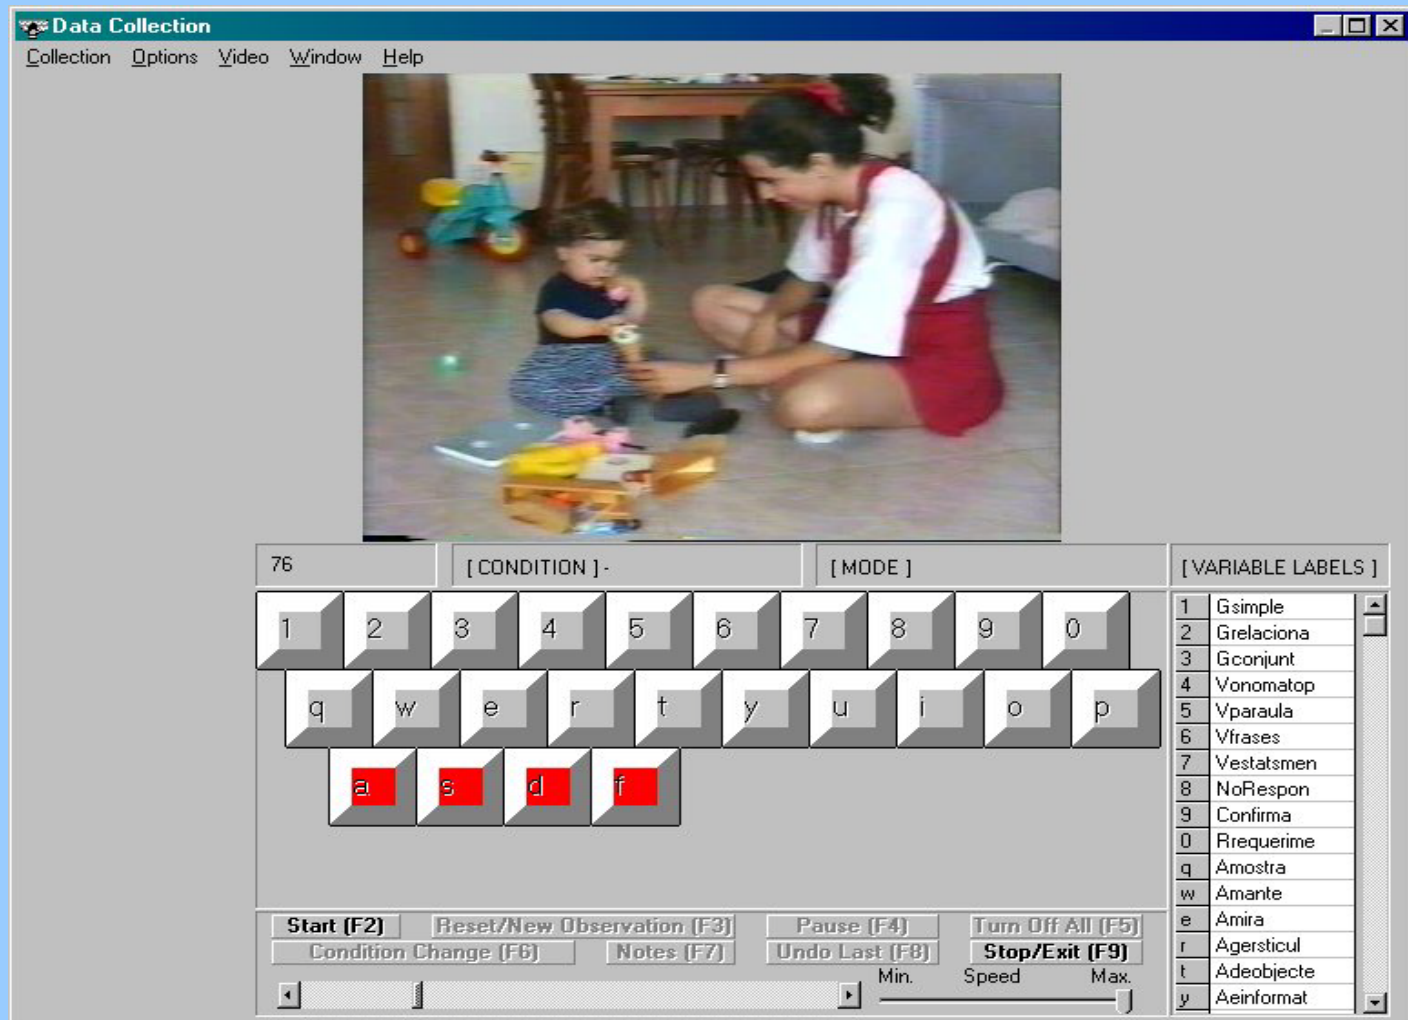 Data Collection
Collection Options Video Window Help
76 [ CONDITION ] - [ MODE ] [ VARIABLE LABELS ]
1 2 3 4 5 6 7 8 9 0
q w e r t y u i o p
a s d f
1 Gsimple
2 Grelaciona
3 Gconjunt
4 Vonomatop
5 Vparaula
6 Vfrases
7 Vestatsmen
8 NoRespon
9 Confirma
0 Rrequerime
q Amostra
w Amante
e Amira
r Agersticul
t Adeobjecte
y Aeinformat
Start (F2) Reset/New Observation (F3) Pause (F4) Turn Off All (F5)
Condition Change (F6) Notes (F7) Undo Last (F8) Stop/Exit (F9)
Min. Speed Max.